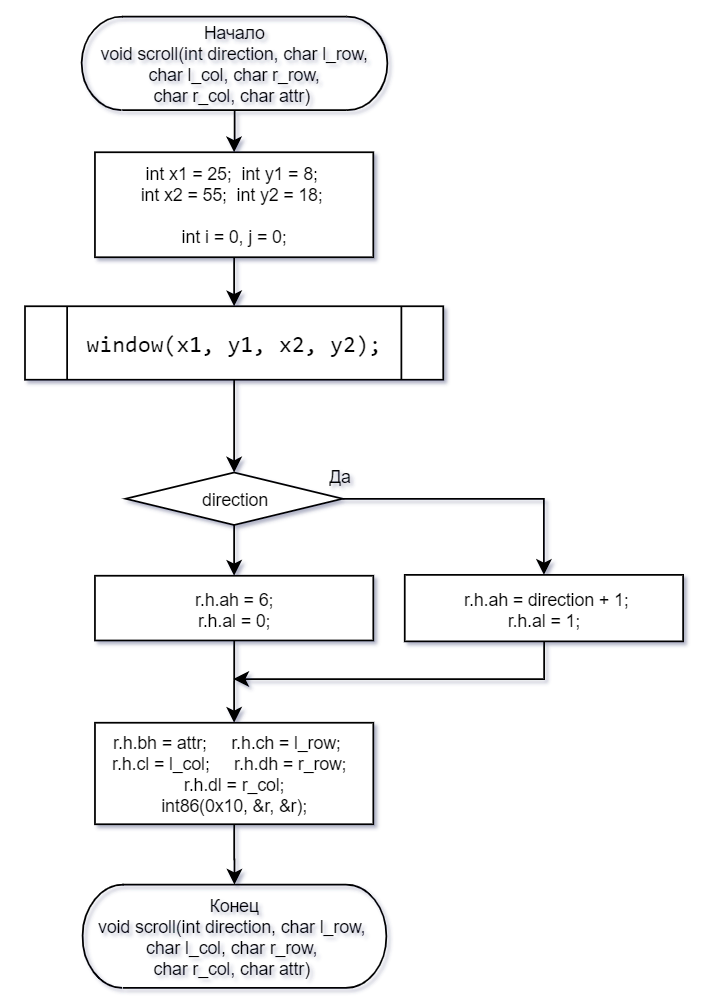 Начало
void scroll(int direction, char l_row,
char l_col, char r_row,
char r_col, char attr)
int x1 = 25; int y1 = 8;
int x2 = 55; int y2 = 18;
int i = 0, j = 0;
window(x1, y1, x2, y2);
Да
direction
r.h.ah = 6;
r.h.al = 0;
r.h.ah = direction + 1;
r.h.al = 1;
r.h.bh = attr; r.h.ch = l_row;
r.h.cl = l_col; r.h.dh = r_row;
r.h.dl = r_col;
int86(0x10, &r, &r);
Конец
void scroll(int direction, char l_row,
char l_col, char r_row,
char r_col, char attr)